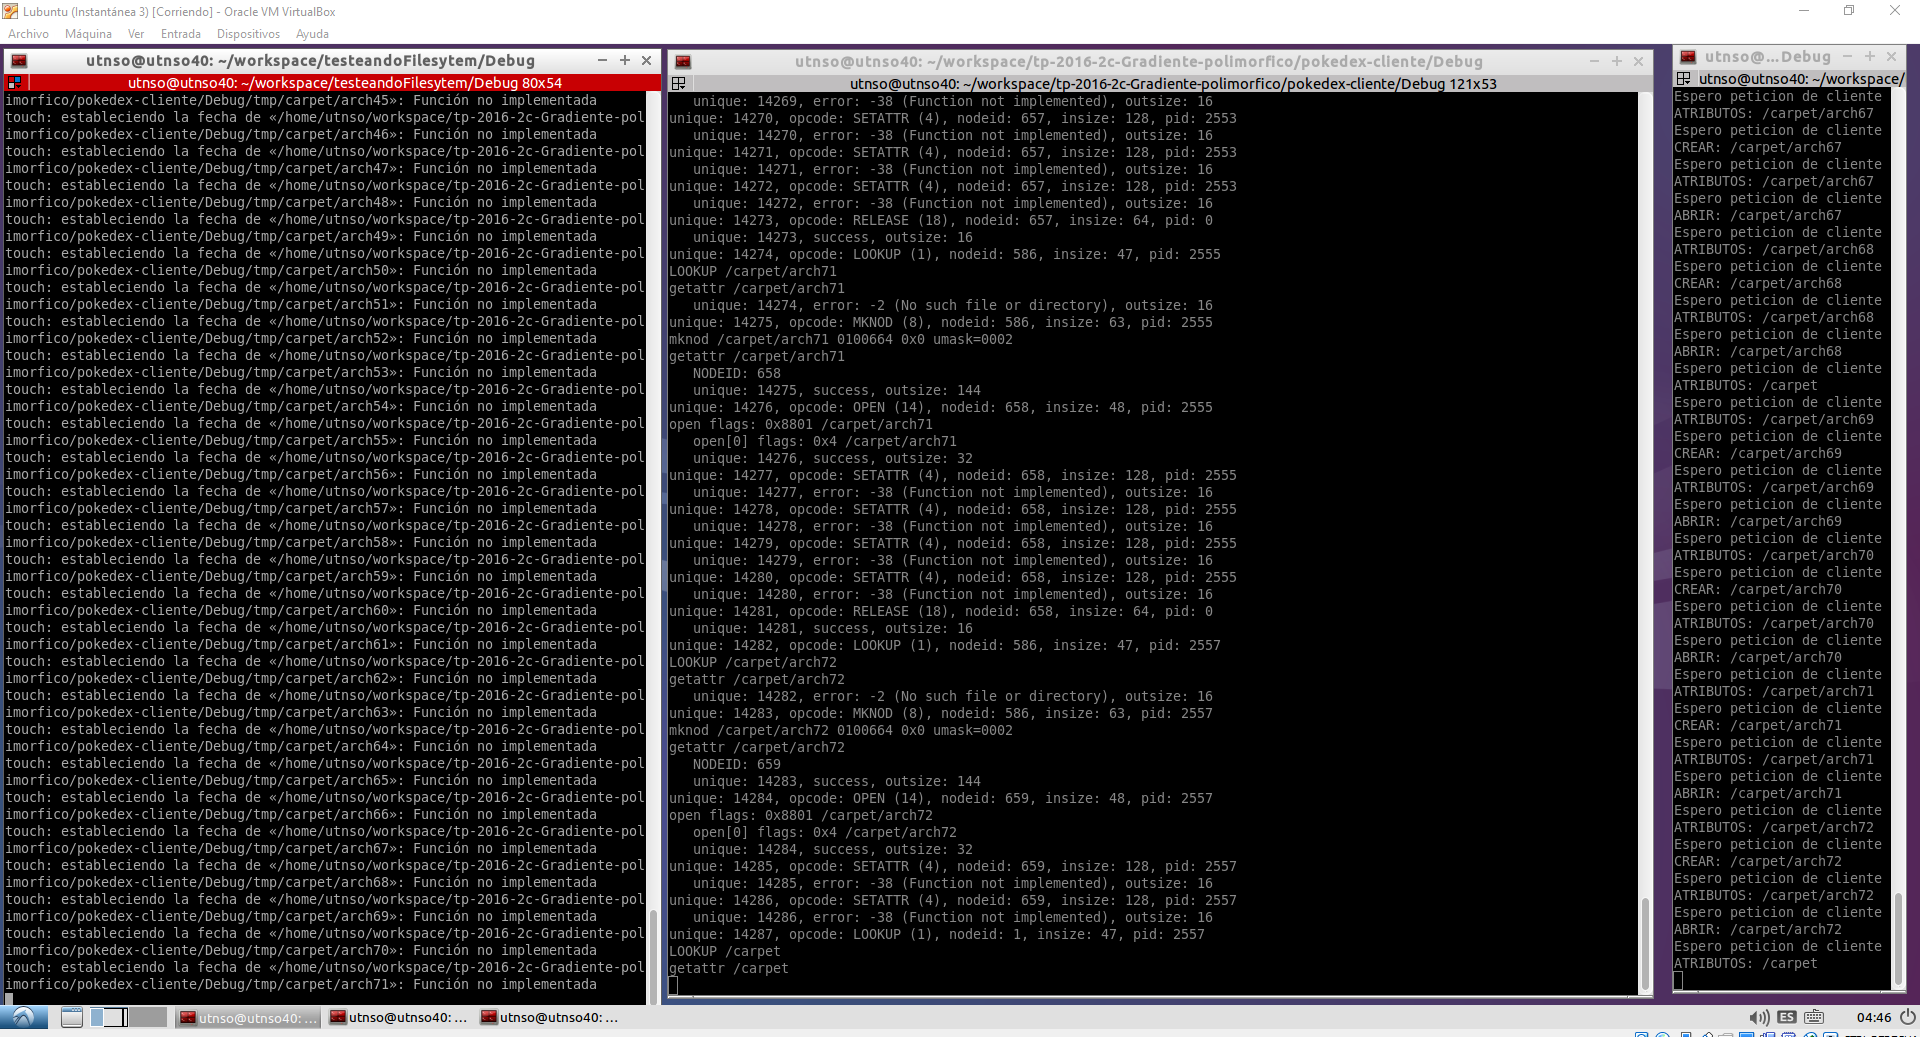 Lubuntu (Instantánea 3) [Corriendo] - Oracle VM VirtualBox
Archivo Máquina Ver Entrada Dispositivos Ayuda
utnso@utnso40: ~/workspace/testeandoFilesytem/Debug
utnso@utnso40: ~/workspace/testeandoFilesytem/Debug 80x54
imorfico/pokedex-cliente/Debug/tmp/carpet/arch45»: Función no implementada
touch: estableciendo la fecha de «/home/utnso/workspace/tp-2016-2c-Gradiente-pol
imorfico/pokedex-cliente/Debug/tmp/carpet/arch46»: Función no implementada
touch: estableciendo la fecha de «/home/utnso/workspace/tp-2016-2c-Gradiente-pol
imorfico/pokedex-cliente/Debug/tmp/carpet/arch47»: Función no implementada
touch: estableciendo la fecha de «/home/utnso/workspace/tp-2016-2c-Gradiente-pol
imorfico/pokedex-cliente/Debug/tmp/carpet/arch48»: Función no implementada
touch: estableciendo la fecha de «/home/utnso/workspace/tp-2016-2c-Gradiente-pol
imorfico/pokedex-cliente/Debug/tmp/carpet/arch49»: Función no implementada
touch: estableciendo la fecha de «/home/utnso/workspace/tp-2016-2c-Gradiente-pol
imorfico/pokedex-cliente/Debug/tmp/carpet/arch50»: Función no implementada
touch: estableciendo la fecha de «/home/utnso/workspace/tp-2016-2c-Gradiente-pol
imorfico/pokedex-cliente/Debug/tmp/carpet/arch51»: Función no implementada
touch: estableciendo la fecha de «/home/utnso/workspace/tp-2016-2c-Gradiente-pol
imorfico/pokedex-cliente/Debug/tmp/carpet/arch52»: Función no implementada
touch: estableciendo la fecha de «/home/utnso/workspace/tp-2016-2c-Gradiente-pol
imorfico/pokedex-cliente/Debug/tmp/carpet/arch53»: Función no implementada
touch: estableciendo la fecha de «/home/utnso/workspace/tp-2016-2c-Gradiente-pol
imorfico/pokedex-cliente/Debug/tmp/carpet/arch54»: Función no implementada
touch: estableciendo la fecha de «/home/utnso/workspace/tp-2016-2c-Gradiente-pol
imorfico/pokedex-cliente/Debug/tmp/carpet/arch55»: Función no implementada
touch: estableciendo la fecha de «/home/utnso/workspace/tp-2016-2c-Gradiente-pol
imorfico/pokedex-cliente/Debug/tmp/carpet/arch56»: Función no implementada
touch: estableciendo la fecha de «/home/utnso/workspace/tp-2016-2c-Gradiente-pol
imorfico/pokedex-cliente/Debug/tmp/carpet/arch57»: Función no implementada
touch: estableciendo la fecha de «/home/utnso/workspace/tp-2016-2c-Gradiente-pol
imorfico/pokedex-cliente/Debug/tmp/carpet/arch58»: Función no implementada
touch: estableciendo la fecha de «/home/utnso/workspace/tp-2016-2c-Gradiente-pol
imorfico/pokedex-cliente/Debug/tmp/carpet/arch59»: Función no implementada
touch: estableciendo la fecha de «/home/utnso/workspace/tp-2016-2c-Gradiente-pol
imorfico/pokedex-cliente/Debug/tmp/carpet/arch60»: Función no implementada
touch: estableciendo la fecha de «/home/utnso/workspace/tp-2016-2c-Gradiente-pol
imorfico/pokedex-cliente/Debug/tmp/carpet/arch61»: Función no implementada
touch: estableciendo la fecha de «/home/utnso/workspace/tp-2016-2c-Gradiente-pol
imorfico/pokedex-cliente/Debug/tmp/carpet/arch62»: Función no implementada
touch: estableciendo la fecha de «/home/utnso/workspace/tp-2016-2c-Gradiente-pol
imorfico/pokedex-cliente/Debug/tmp/carpet/arch63»: Función no implementada
touch: estableciendo la fecha de «/home/utnso/workspace/tp-2016-2c-Gradiente-pol
imorfico/pokedex-cliente/Debug/tmp/carpet/arch64»: Función no implementada
touch: estableciendo la fecha de «/home/utnso/workspace/tp-2016-2c-Gradiente-pol
imorfico/pokedex-cliente/Debug/tmp/carpet/arch65»: Función no implementada
touch: estableciendo la fecha de «/home/utnso/workspace/tp-2016-2c-Gradiente-pol
imorfico/pokedex-cliente/Debug/tmp/carpet/arch66»: Función no implementada
touch: estableciendo la fecha de «/home/utnso/workspace/tp-2016-2c-Gradiente-pol
imorfico/pokedex-cliente/Debug/tmp/carpet/arch67»: Función no implementada
touch: estableciendo la fecha de «/home/utnso/workspace/tp-2016-2c-Gradiente-pol
imorfico/pokedex-cliente/Debug/tmp/carpet/arch68»: Función no implementada
touch: estableciendo la fecha de «/home/utnso/workspace/tp-2016-2c-Gradiente-pol
imorfico/pokedex-cliente/Debug/tmp/carpet/arch69»: Función no implementada
touch: estableciendo la fecha de «/home/utnso/workspace/tp-2016-2c-Gradiente-pol
imorfico/pokedex-cliente/Debug/tmp/carpet/arch70»: Función no implementada
touch: estableciendo la fecha de «/home/utnso/workspace/tp-2016-2c-Gradiente-pol
imorfico/pokedex-cliente/Debug/tmp/carpet/arch71»: Función no implementada
utnso@utnso40: ~/workspace/tp-2016-2c-Gradiente-polimorfico/pokedex-cliente/Debug
utnso@utnso40: ~/workspace/tp-2016-2c-Gradiente-polimorfico/pokedex-cliente/Debug 121x53
unique: 14269, error: -38 (Function not implemented), outsize: 16
unique: 14270, opcode: SETATTR (4), nodeid: 657, insize: 128, pid: 2553
unique: 14270, error: -38 (Function not implemented), outsize: 16
unique: 14271, opcode: SETATTR (4), nodeid: 657, insize: 128, pid: 2553
unique: 14271, error: -38 (Function not implemented), outsize: 16
unique: 14272, opcode: SETATTR (4), nodeid: 657, insize: 128, pid: 2553
unique: 14272, error: -38 (Function not implemented), outsize: 16
unique: 14273, opcode: RELEASE (18), nodeid: 657, insize: 64, pid: 0
unique: 14273, success, outsize: 16
unique: 14274, opcode: LOOKUP (1), nodeid: 586, insize: 47, pid: 2555
LOOKUP /carpet/arch71
getattr /carpet/arch71
unique: 14274, error: -2 (No such file or directory), outsize: 16
unique: 14275, opcode: MKNOD (8), nodeid: 586, insize: 63, pid: 2555
mknod /carpet/arch71 0100664 0x0 umask=0002
getattr /carpet/arch71
NODEID: 658
unique: 14275, success, outsize: 144
unique: 14276, opcode: OPEN (14), nodeid: 658, insize: 48, pid: 2555
open flags: 0x8801 /carpet/arch71
open[0] flags: 0x4 /carpet/arch71
unique: 14276, success, outsize: 32
unique: 14277, opcode: SETATTR (4), nodeid: 658, insize: 128, pid: 2555
unique: 14277, error: -38 (Function not implemented), outsize: 16
unique: 14278, opcode: SETATTR (4), nodeid: 658, insize: 128, pid: 2555
unique: 14278, error: -38 (Function not implemented), outsize: 16
unique: 14279, opcode: SETATTR (4), nodeid: 658, insize: 128, pid: 2555
unique: 14279, error: -38 (Function not implemented), outsize: 16
unique: 14280, opcode: SETATTR (4), nodeid: 658, insize: 128, pid: 2555
unique: 14280, error: -38 (Function not implemented), outsize: 16
unique: 14281, opcode: RELEASE (18), nodeid: 658, insize: 64, pid: 0
unique: 14281, success, outsize: 16
unique: 14282, opcode: LOOKUP (1), nodeid: 586, insize: 47, pid: 2557
LOOKUP /carpet/arch72
getattr /carpet/arch72
unique: 14282, error: -2 (No such file or directory), outsize: 16
unique: 14283, opcode: MKNOD (8), nodeid: 586, insize: 63, pid: 2557
mknod /carpet/arch72 0100664 0x0 umask=0002
getattr /carpet/arch72
NODEID: 659
unique: 14283, success, outsize: 144
unique: 14284, opcode: OPEN (14), nodeid: 659, insize: 48, pid: 2557
open flags: 0x8801 /carpet/arch72
open[0] flags: 0x4 /carpet/arch72
unique: 14284, success, outsize: 32
unique: 14285, opcode: SETATTR (4), nodeid: 659, insize: 128, pid: 2557
unique: 14285, error: -38 (Function not implemented), outsize: 16
unique: 14286, opcode: SETATTR (4), nodeid: 659, insize: 128, pid: 2557
unique: 14286, error: -38 (Function not implemented), outsize: 16
unique: 14287, opcode: LOOKUP (1), nodeid: 1, insize: 47, pid: 2557
LOOKUP /carpet
getattr /carpet
utnso@...Debug
utnso@utnso40: ~/workspace/
Espero peticion de cliente
ATRIBUTOS: /carpet/arch67
Espero peticion de cliente
CREAR: /carpet/arch67
Espero peticion de cliente
ATRIBUTOS: /carpet/arch67
Espero peticion de cliente
ABRIR: /carpet/arch67
Espero peticion de cliente
ATRIBUTOS: /carpet/arch68
Espero peticion de cliente
CREAR: /carpet/arch68
Espero peticion de cliente
ATRIBUTOS: /carpet/arch68
Espero peticion de cliente
ABRIR: /carpet/arch68
Espero peticion de cliente
ATRIBUTOS: /carpet
Espero peticion de cliente
ATRIBUTOS: /carpet/arch69
Espero peticion de cliente
CREAR: /carpet/arch69
Espero peticion de cliente
ATRIBUTOS: /carpet/arch69
Espero peticion de cliente
ABRIR: /carpet/arch69
Espero peticion de cliente
ATRIBUTOS: /carpet/arch70
Espero peticion de cliente
CREAR: /carpet/arch70
Espero peticion de cliente
ATRIBUTOS: /carpet/arch70
Espero peticion de cliente
ABRIR: /carpet/arch70
Espero peticion de cliente
ATRIBUTOS: /carpet/arch71
Espero peticion de cliente
CREAR: /carpet/arch71
Espero peticion de cliente
ATRIBUTOS: /carpet/arch71
Espero peticion de cliente
ABRIR: /carpet/arch71
Espero peticion de cliente
ATRIBUTOS: /carpet/arch72
Espero peticion de cliente
CREAR: /carpet/arch72
Espero peticion de cliente
ATRIBUTOS: /carpet/arch72
Espero peticion de cliente
ABRIR: /carpet/arch72
Espero peticion de cliente
ATRIBUTOS: /carpet
utnso@utnso40: ... utnso@utnso40: ... utnso@utnso40: ... ES 04:46